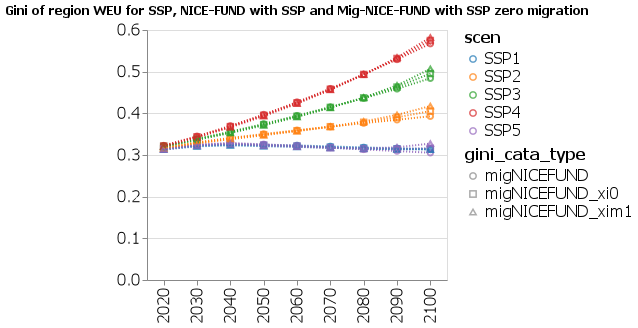 Gini of region WEU for SSP, NICE-FUND with SSP and Mig-NICE-FUND with SSP zero migration
0.6
0.5
0.4
0.3
0.2
0.1
0.0
2020
2030
2040
2050
2060
2070
2080
2090
2100
scen
SSP1
SSP2
SSP3
SSP4
SSP5
gini_cata_type
migNICEFUND
migNICEFUND_xi0
migNICEFUND_xim1